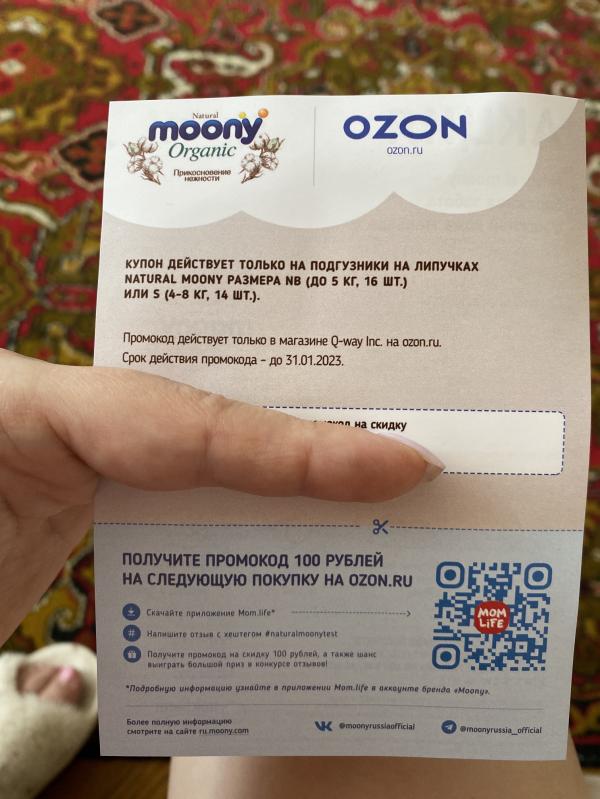 Natural
moony
Organic
Прикосновение
нежности
OZON
ozon.ru
КУПОН ДЕЙСТВУЕТ ТОЛЬКО НА ПОДГУЗНИКИ НА ЛИПУЧКАХ
NATURAL MOONY РАЗМЕРА NB (ДО 5 КГ, 16 ШТ.)
ИЛИ S (4-8 КГ, 14 ШТ.).
Промокод действует только в магазине Q-way Inc. на ozon.ru.
Срок действия промокода – до 31.01.2023.
на скидку
ПОЛУЧИТЕ ПРОМОКОД 100 РУБЛЕЙ
НА СЛЕДУЮЩУЮ ПОКУПКУ НА OZON.RU
Скачайте приложение Mom.life*
# Напишите отзыв с хештегом #naturalmoonytest
Получите промокод на скидку 100 рублей, а также шанс
выиграть большой приз в конкурсе отзывов!
MOM
LIFE
*Подробную информацию узнайте в приложении Mom.life в аккаунте бренда «Moony».
Более полную информацию
смотрите на сайте ru.moony.com
@moonyrussiaofficial
@moonyrussia_official